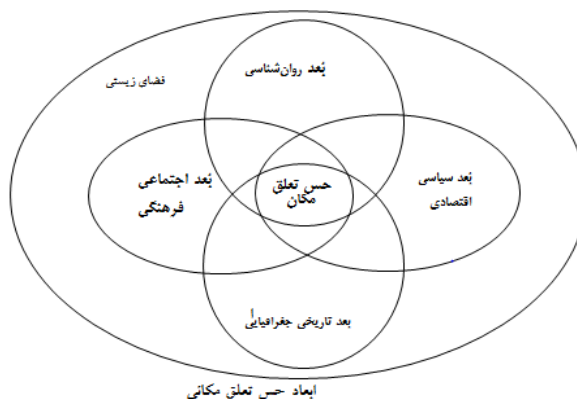 بُعد روان‌شناسی
فضای زیستی
بُعد سیاسی
اقتصادی
حس تعلق
مکان
بُعد اجتماعی
فرهنگی
بعد تاریخی جغرافیایی
ابعاد حس تعلق مکانی